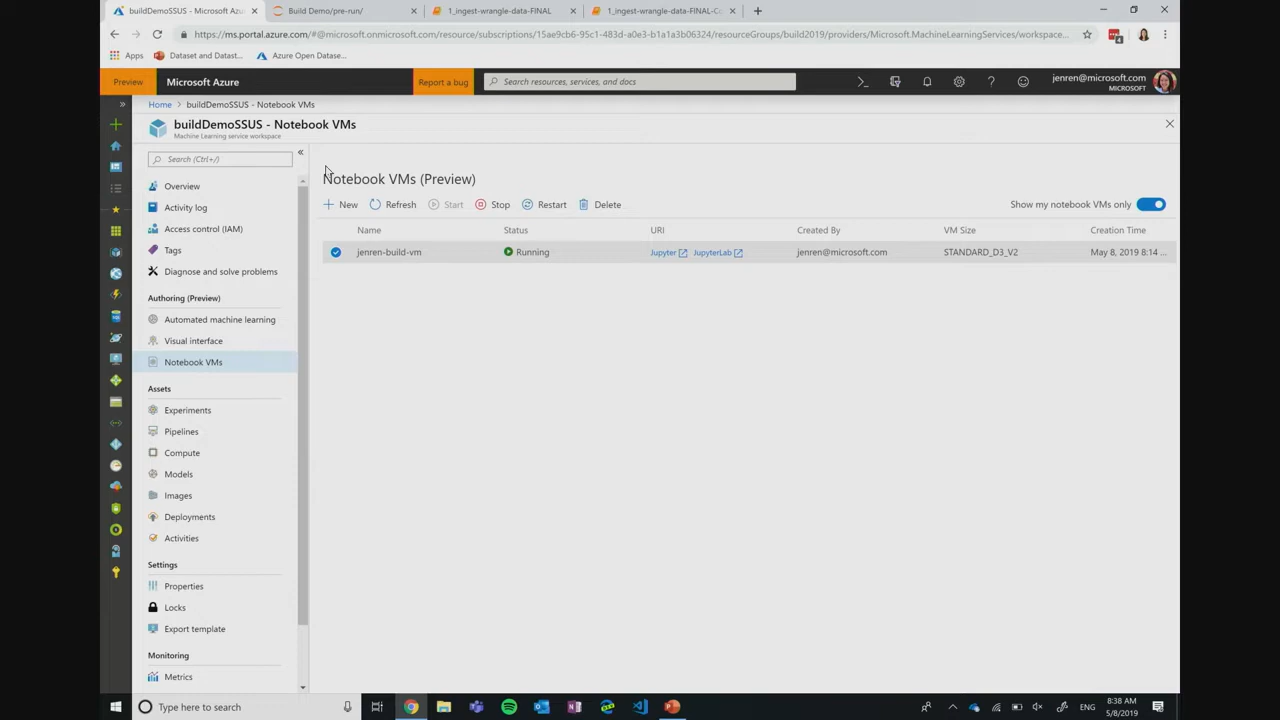 buildDemoSSUS - Microsoft Azu
Build Demo/pre-run/
1_ingest-wrangle-data-FINAL
1_ingest-wrangle-data-FINAL-Co
https://ms.portal.azure.com/#@microsoft.onmicrosoft.com/resource/subscriptions/15ae9cb6-95c1-483d-a0e3-b1a1a3b06324/resourceGroups/build2019/providers/Microsoft.MachineLearningServices/workspace...
4
Apps
Dataset and Datast...
Azure Open Datase...
Preview
Microsoft Azure
Report a bug
Search resources, services, and docs
jenren@microsoft.com
MICROSOFT
Home
buildDemoSSUS - Notebook VMs
buildDemoSSUS - Notebook VMs
Machine Learning service workspace
Search (Ctrl+/)
Overview
Activity log
Access control (IAM)
Tags
Diagnose and solve problems
Authoring (Preview)
Automated machine learning
Visual interface
Notebook VMs
Assets
Experiments
Pipelines
Compute
Models
Images
Deployments
Activities
Settings
Properties
Locks
Export template
Monitoring
Metrics
Notebook VMs (Preview)
New
Refresh
Start
Stop
Restart
Delete
Show my notebook VMs only
Name
Status
URI
Created By
VM Size
Creation Time
jenren-build-vm
Running
Jupyter
JupyterLab
jenren@microsoft.com
STANDARD_D3_V2
May 8, 2019 8:14 ...
Type here to search
8:38 AM
5/8/2019